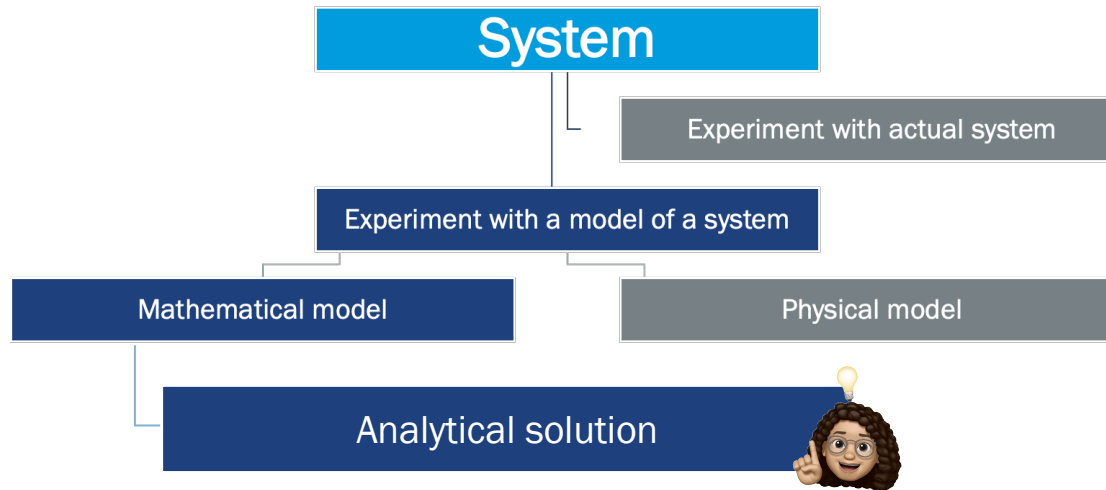 System
Experiment with actual system
Experiment with a model of a system
Mathematical model
Physical model
Analytical solution